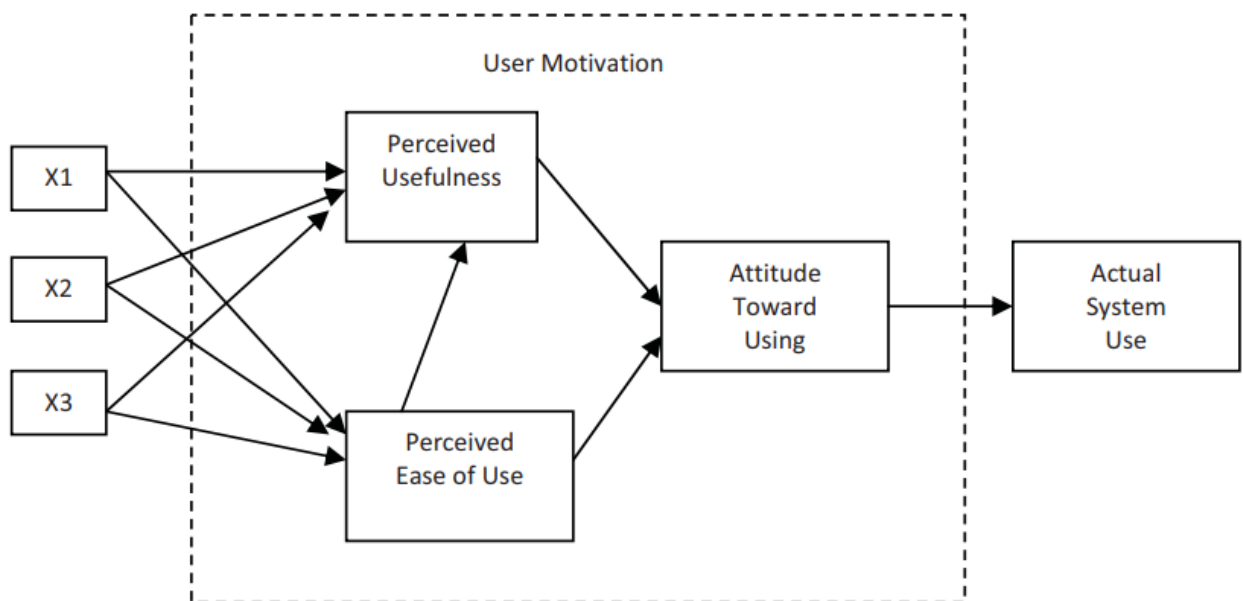 User Motivation
X1
X2
X3
Perceived
Usefulness
Perceived
Ease of Use
Attitude
Toward
Using
Actual
System
Use